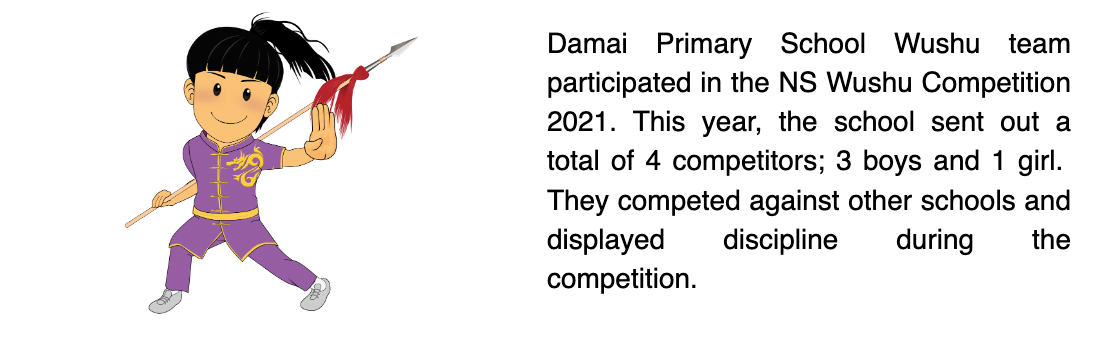 Damai Primary School Wushu team
participated in the NS Wushu Competition
2021. This year, the school sent out a
total of 4 competitors; 3 boys and 1 girl.
They competed against other schools and
displayed discipline during the
competition.